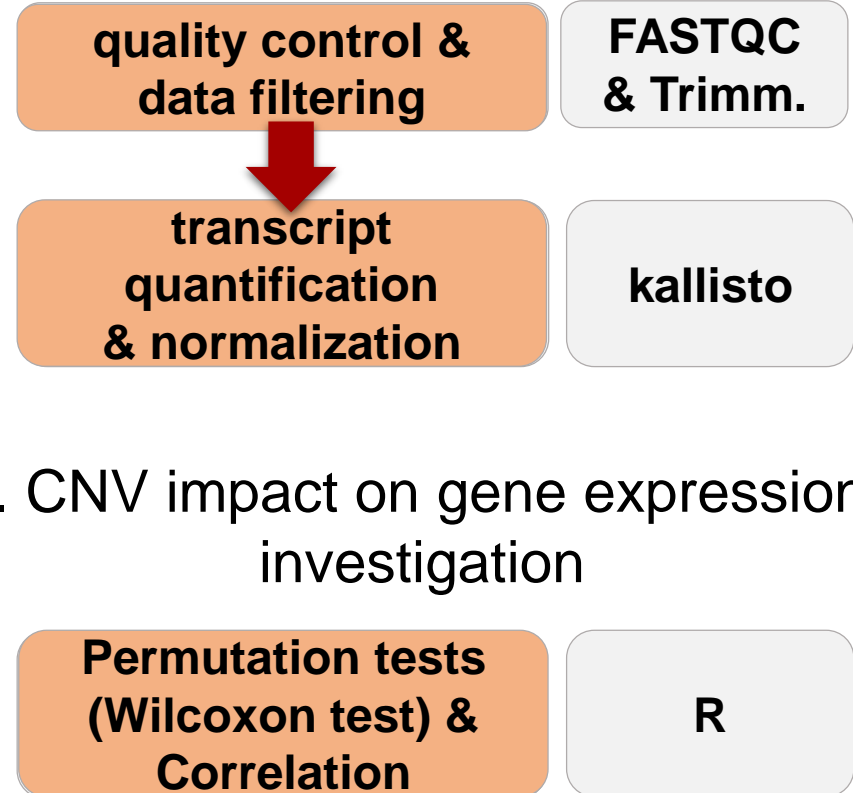 quality control &
data filtering
FASTQC
& Trimm.
transcript
quantification
& normalization
kallisto
. CNV impact on gene expression
investigation
Permutation tests
(Wilcoxon test) &
Correlation
R